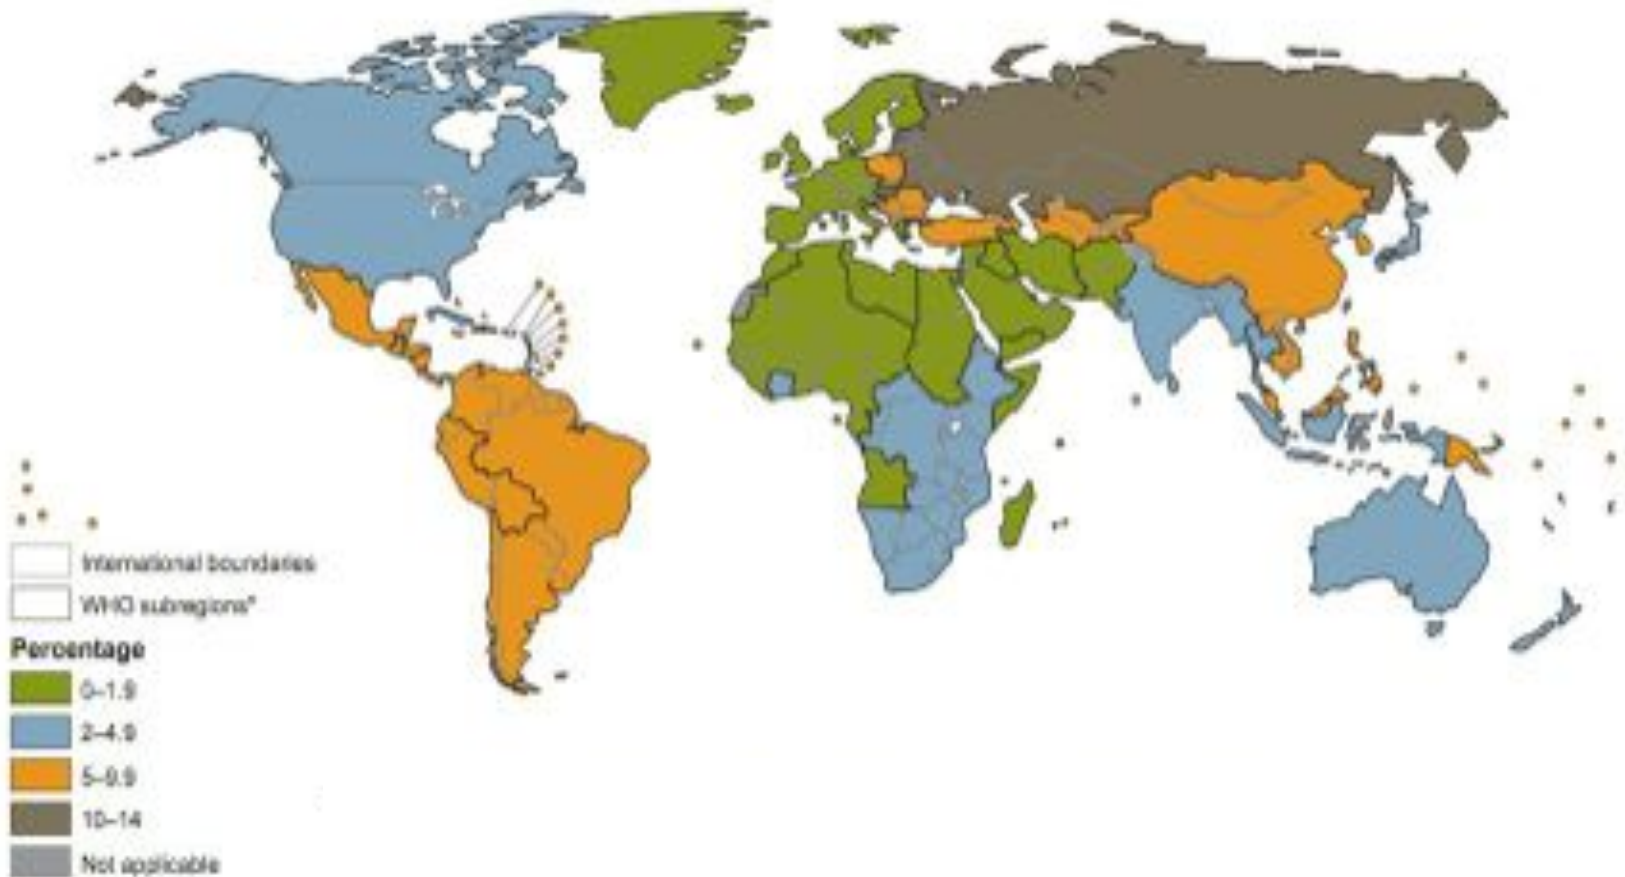 International boundaries
WHO subregions*
Percentage
0–1.9
2–4.9
5–9.9
10–14
Not applicable